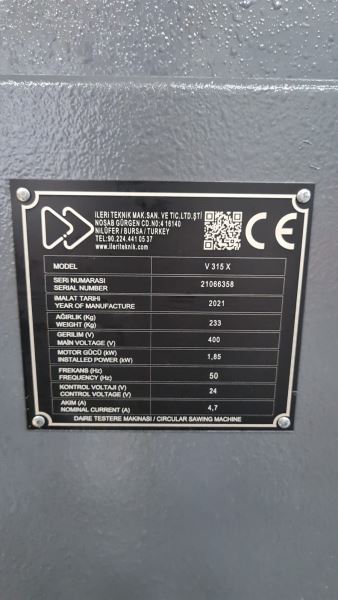 İLERİ TEKNİK MAK.SAN. VE TİC.LTD.ŞTİ
NOSAB GÜRGEN CD.NO:4 16140
NİLÜFER / BURSA / TURKEY
TEL:90.224.441 05 37
www.ileriteknik.com
CE
MODEL V 315 X
SERİ NUMARASI
SERIAL NUMBER 21086358
İMALAT TARİHİ
YEAR OF MANUFACTURE 2021
AĞIRLIK (Kg)
WEIGHT (Kg) 233
GERİLİM (V)
MAIN VOLTAGE (V) 400
MOTOR GÜCÜ (kW)
INSTALLED POWER (kW) 1,85
FREKANS (Hz)
FREQUENCY (Hz) 50
KONTROL VOLTAJI (V)
CONTROL VOLTAGE (V) 24
AKIM (A)
NOMINAL CURRENT (A) 4,7
DAİRE TESTERE MAKİNASI / CIRCULAR SAWING MACHINE